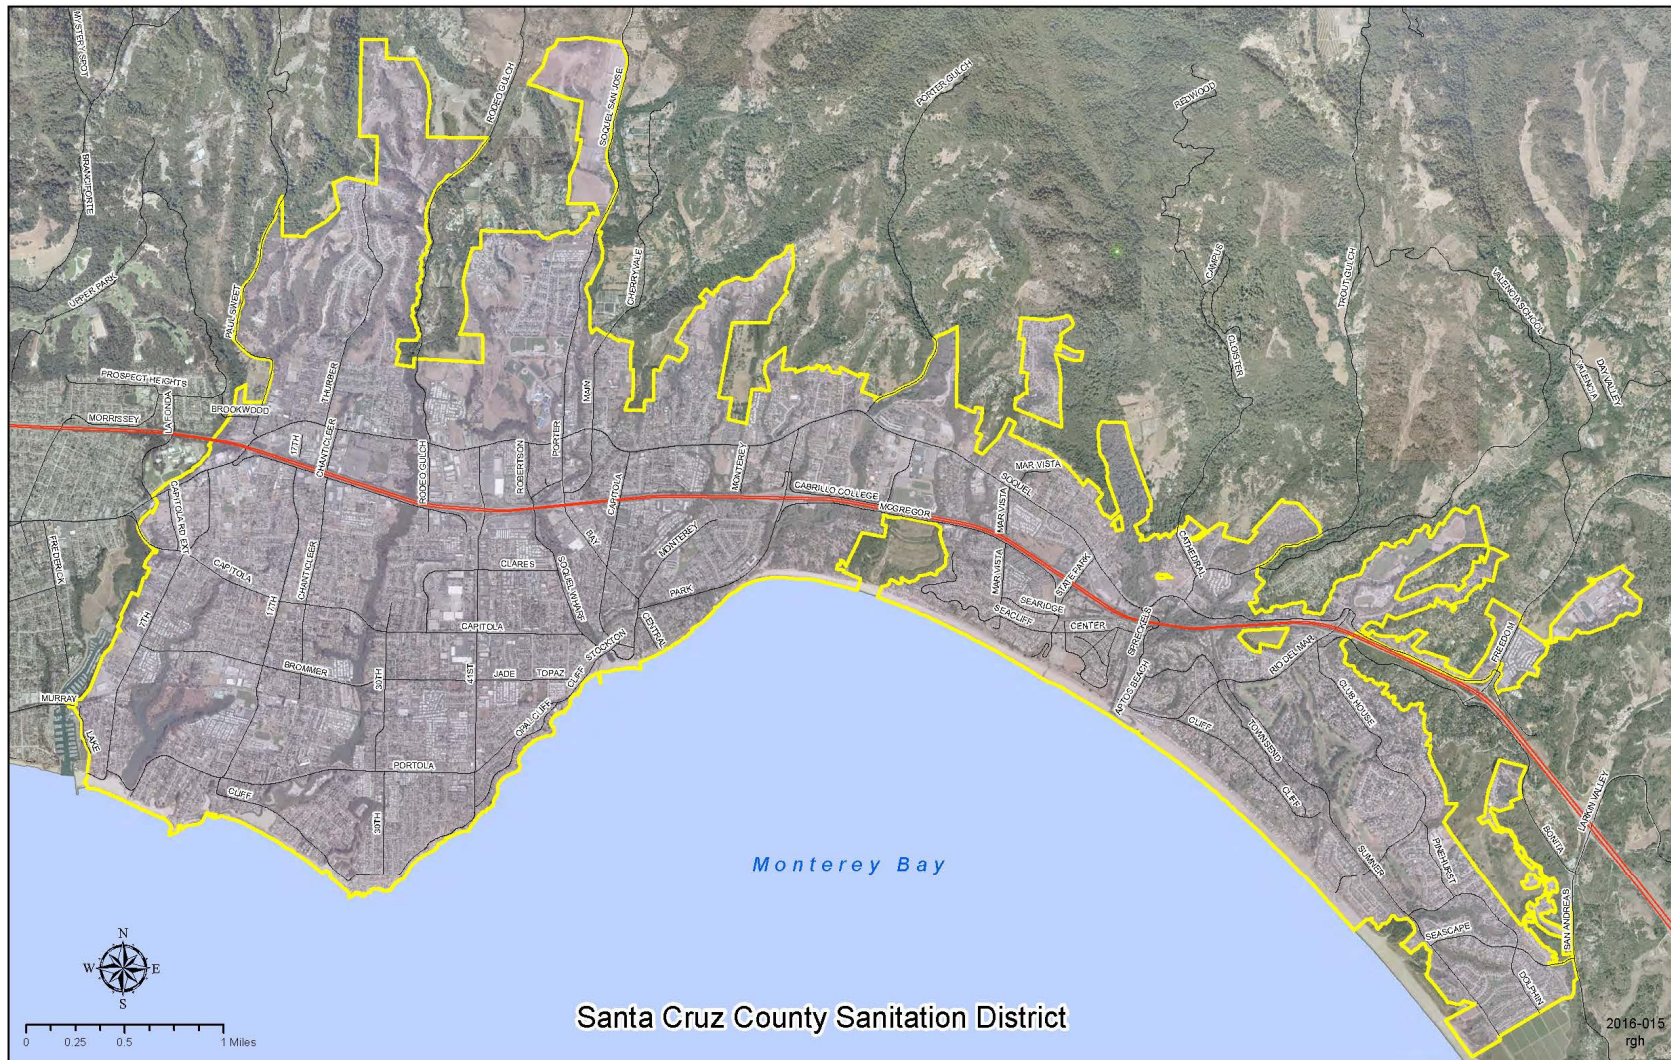 MYSTERY SPOT
BRANCIFORTE
UPPER PARK
PAUL SWEET
RODEO GULCH
SOQUEL SAN JOSE
CHERRYVALE
PORTER GULCH
REDWOOD
CAMPUS
CLOISTER
TROUT GULCH
VALENCIA SCHOOL
VALENCIA
DAY VALLEY
PROSPECT HEIGHTS
MORRISSEY
LA FONDA
BROOKWOOD
THURBER
17TH
CHANTICLEER
RODEO GULCH
ROBERTSON
PORTER
MAIN
CAPITOLA
MONTEREY
CABRILLO COLLEGE
MCGREGOR
MAR VISTA
SOQUEL
MAR VISTA
MAR VISTA
STATE PARK
CATHEDRAL
FREDERICK
CAPITOLA RD EXT
CAPITOLA
CHANTICLEER
17TH
7TH
CLARES
BAY
SOQUEL WHARF
MONTEREY
PARK
CENTRAL
STOCKTON
CAPITOLA
BROMMER
30TH
41ST
JADE
TOPAZ
CLIFF
OPAL CLIFF
MURRAY
LAKE
PORTOLA
CLIFF
30TH
SEARIDGE
SEACLIFF
CENTER
SPRECKELS
APTOS BEACH
RIO DEL MAR
CLUB HOUSE
FREEDOM
CLIFF
TOWNSEND
CLIFF
SUMNER
PINEHURST
BONITA
LARKIN VALLEY
SAN ANDREAS
SEASCAPE
DOLPHIN
Monterey Bay
N
W
E
S
Santa Cruz County Sanitation District
0 0.25 0.5 1 Miles
2016-015
rgh